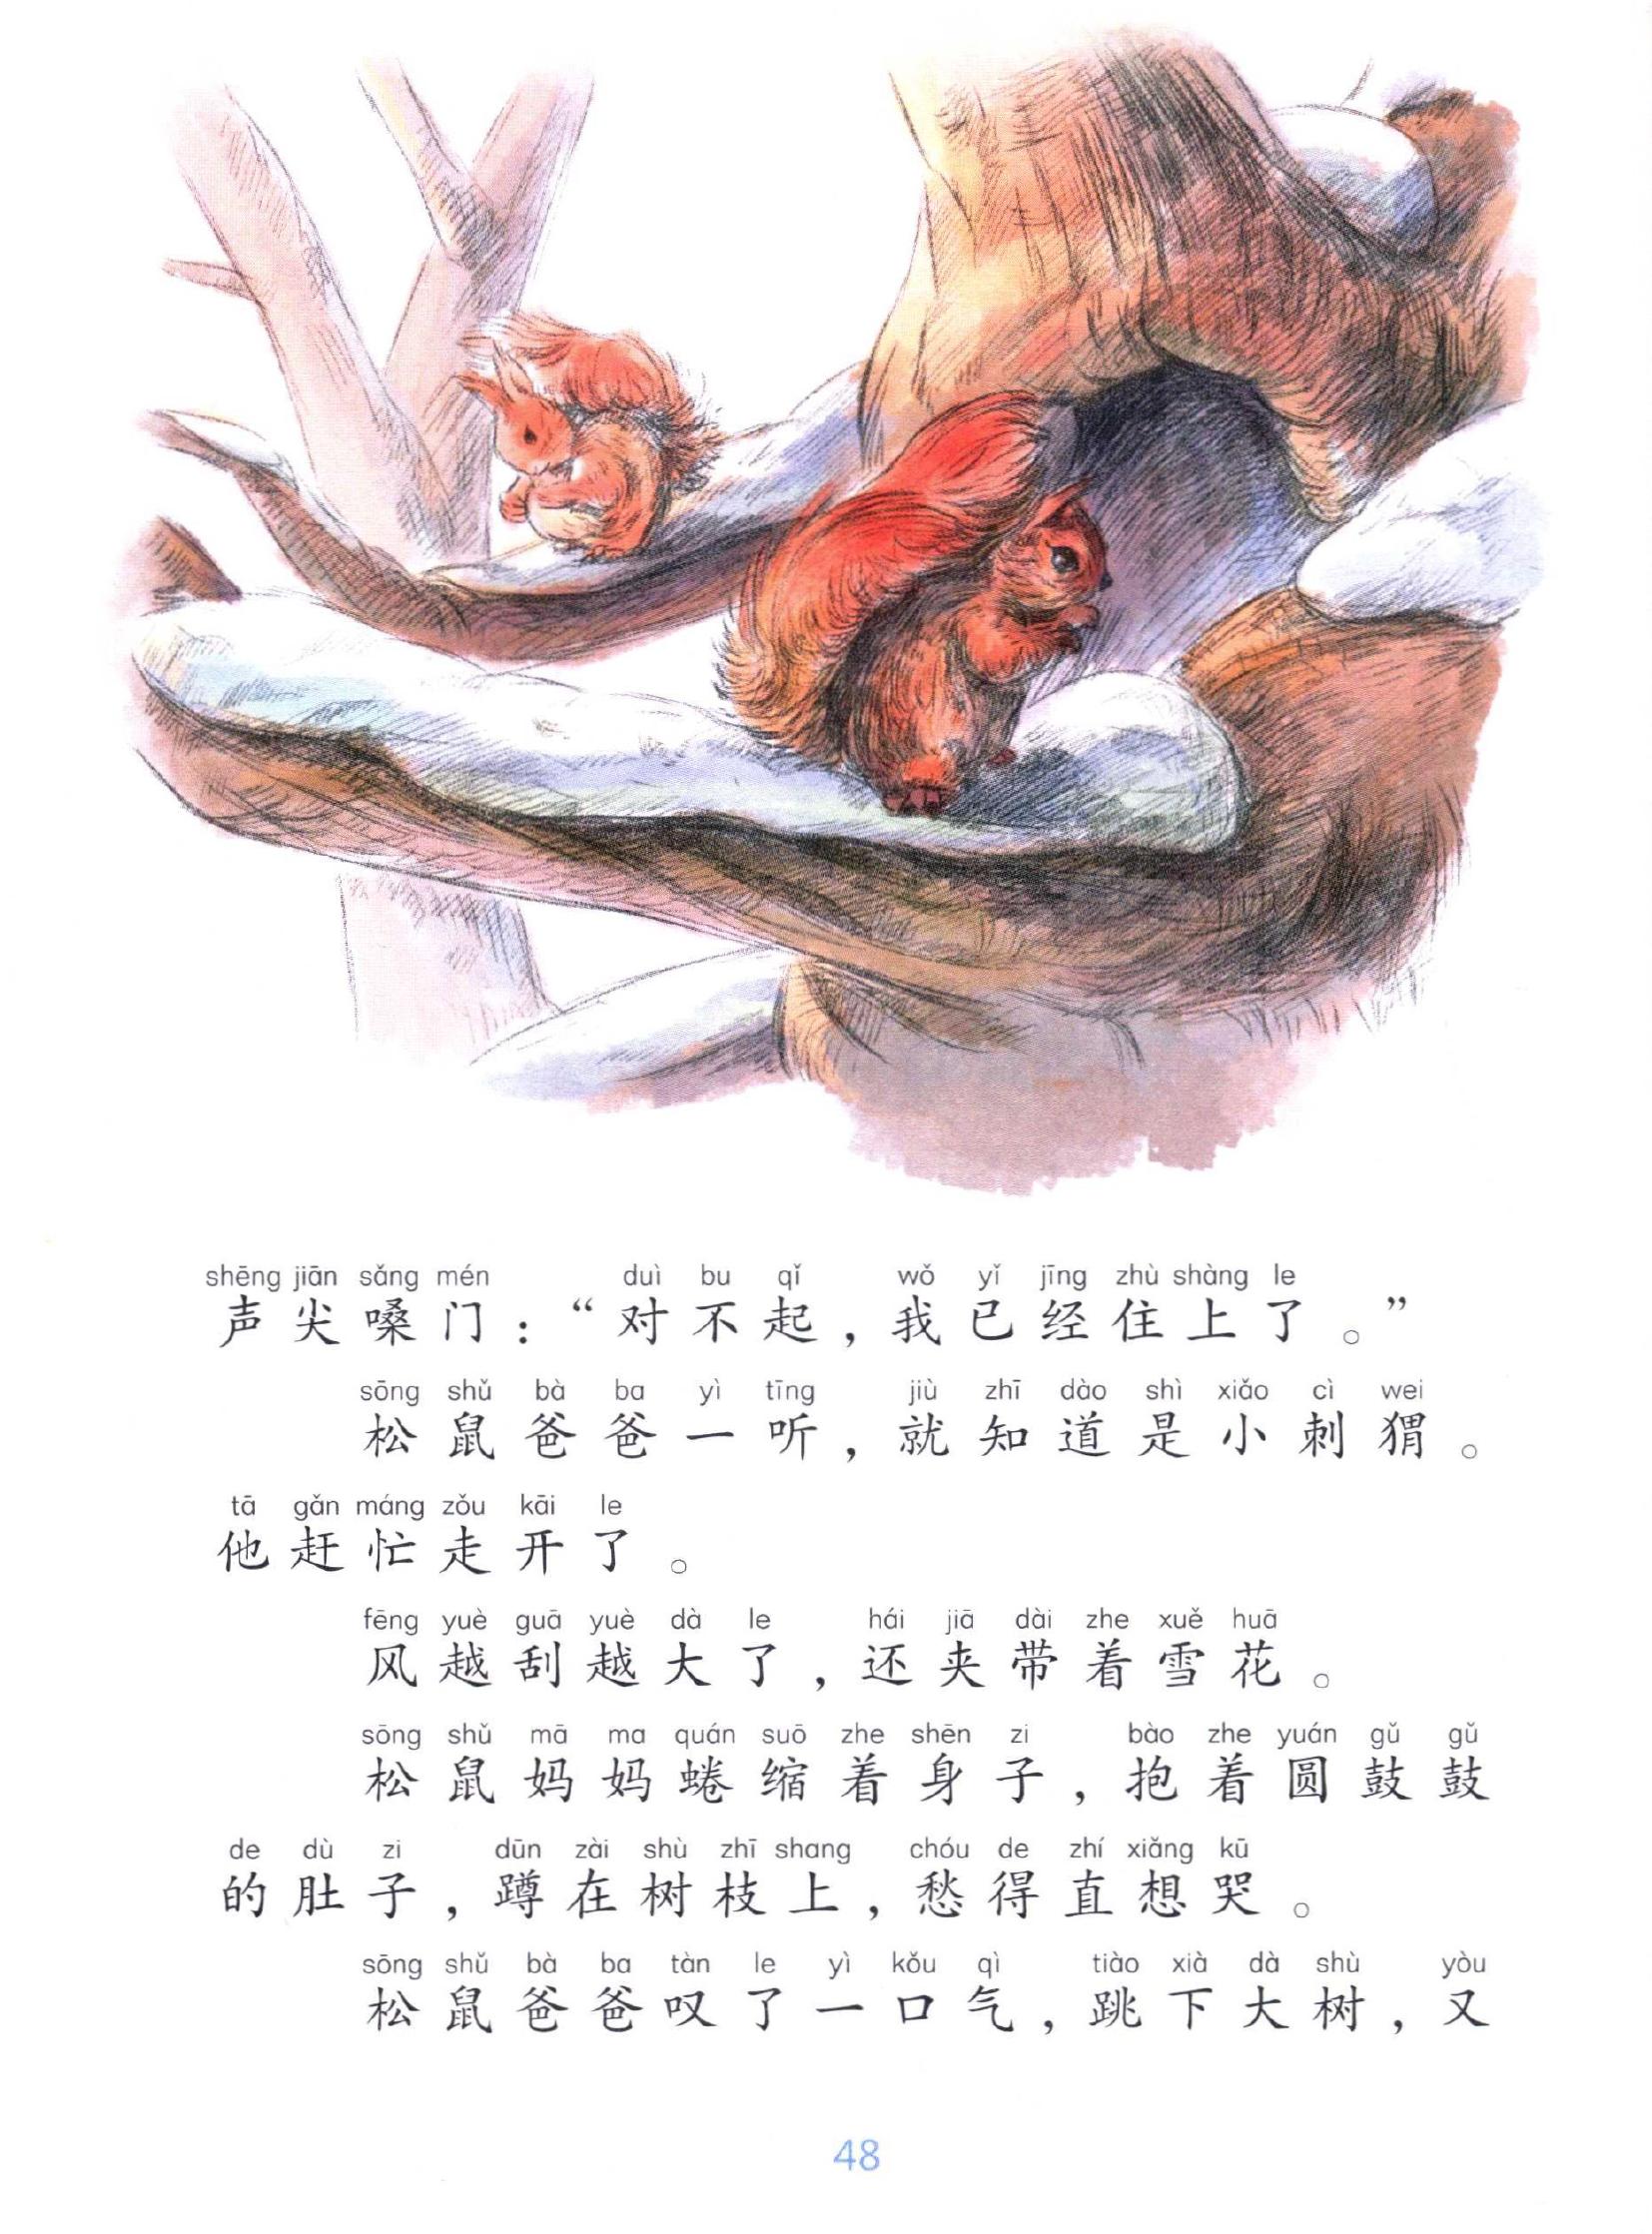 shēng jiān sǎng mén duì bu qǐ wǒ yǐ jīng zhù shàng le
声尖嗓门：“对不起，我已经住上了。”
sōng shǔ bà ba yì tīng jiù zhī dào shì xiǎo cì wei
松鼠爸爸一听，就知道是小刺猬。
tā gǎn máng zǒu kāi le
他赶忙走开了。
fēng yuè guā yuè dà le hái jiā dài zhe xuě huā
风越刮越大了，还夹带着雪花。
sōng shǔ mā ma quán suō zhe shēn zi bào zhe yuán gǔ gǔ
松鼠妈妈蜷缩着身子，抱着圆鼓鼓
de dù zi dūn zài shù zhī shang chóu de zhí xiǎng kū
的肚子，蹲在树枝上，愁得直想哭。
sōng shǔ bà ba tàn le yì kǒu qì tiào xià dà shù yòu
松鼠爸爸叹了一口气，跳下大树，又
48